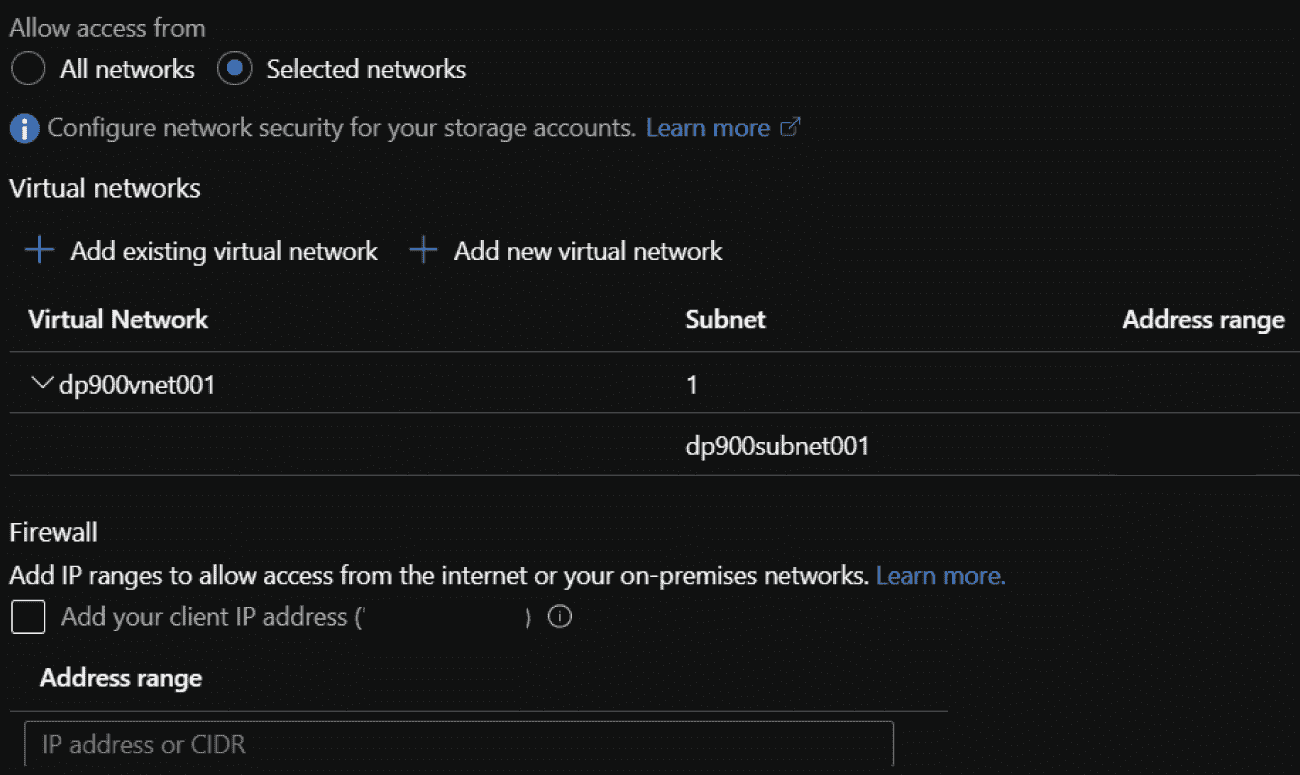 Allow access from
All networks Selected networks
Configure network security for your storage accounts. Learn more
Virtual networks
Add existing virtual network Add new virtual network
Virtual Network Subnet Address range
dp900vnet001 1
dp900subnet001
Firewall
Add IP ranges to allow access from the internet or your on-premises networks. Learn more.
Add your client IP address (' )
Address range
IP address or CIDR